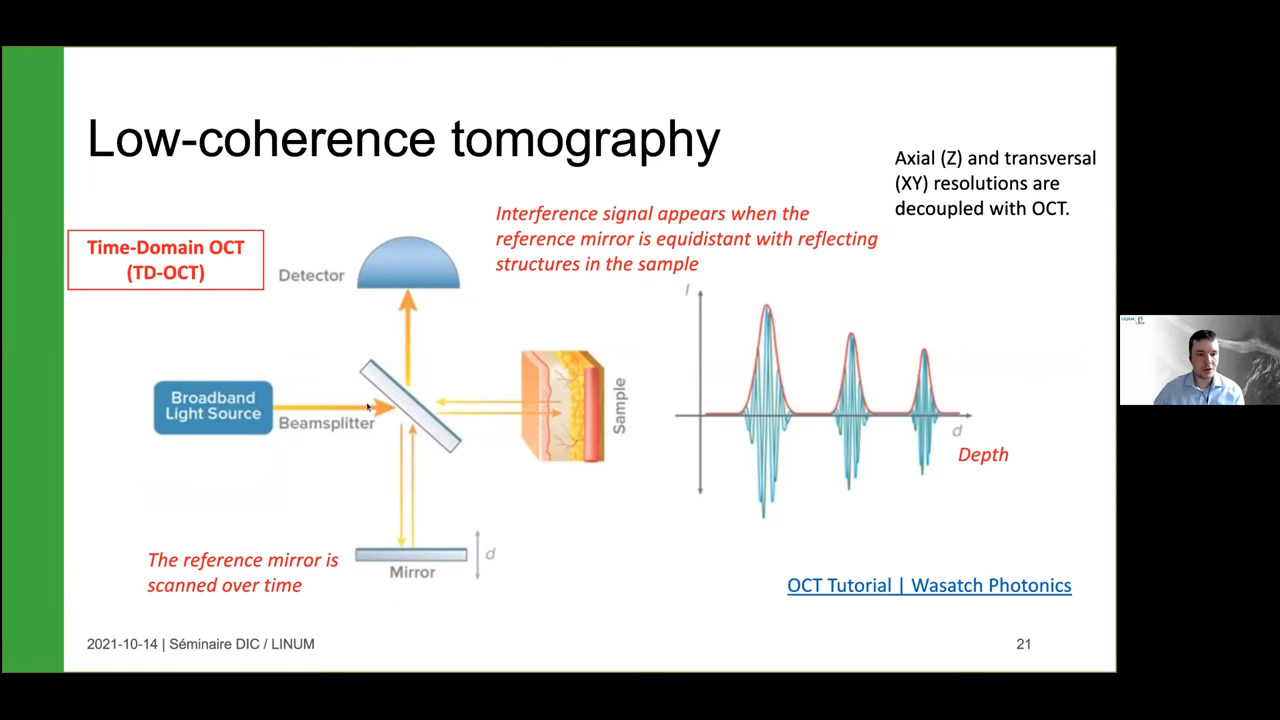 Low-coherence tomography
Axial (Z) and transversal
(XY) resolutions are
decoupled with OCT.
Time-Domain OCT
(TD-OCT)
Interference signal appears when the
reference mirror is equidistant with reflecting
structures in the sample
Detector
Broadband
Light Source
Beamsplitter
Sample
I
d
Depth
The reference mirror is
scanned over time
Mirror
d
OCT Tutorial | Wasatch Photonics
2021-10-14 | Séminaire DIC / LINUM
21